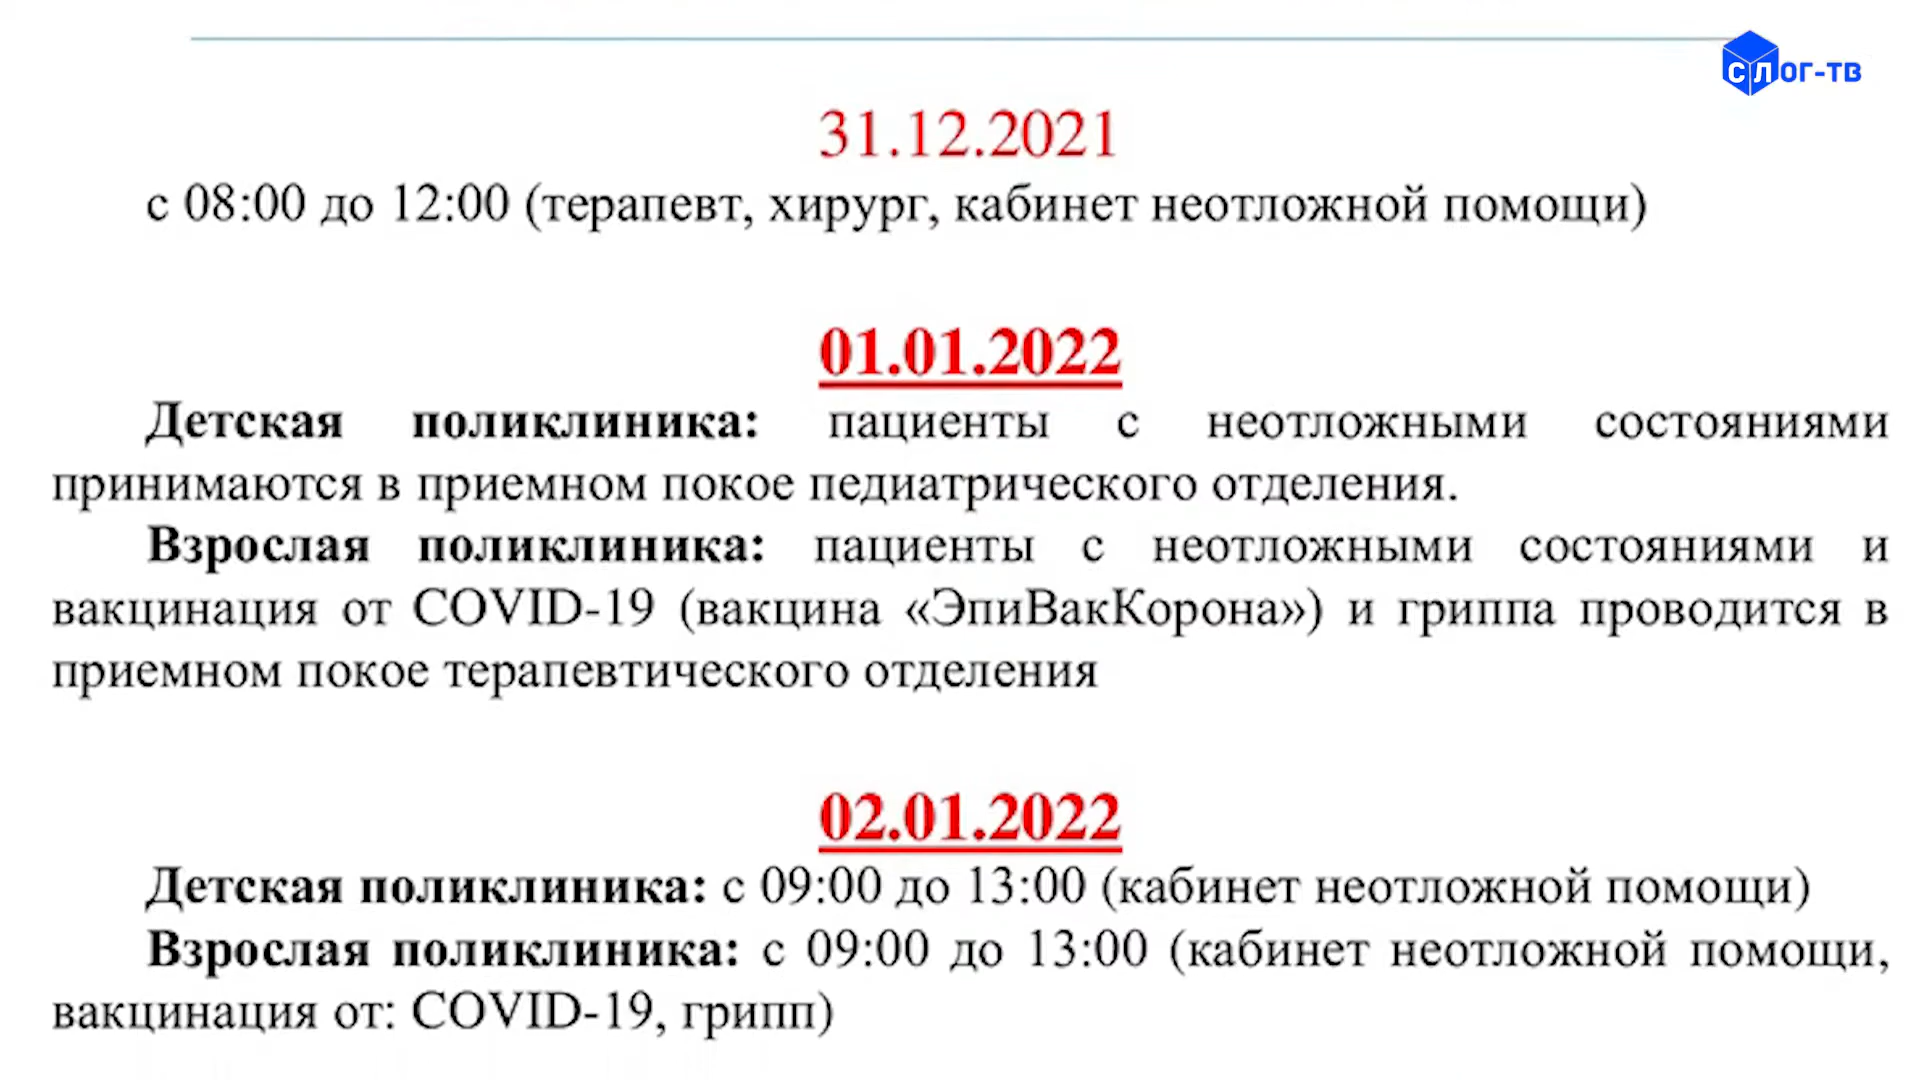 СЛОГ-ТВ
31.12.2021
с 08:00 до 12:00 (терапевт, хирург, кабинет неотложной помощи)
01.01.2022
Детская поликлиника: пациенты с неотложными состояниями
принимаются в приемном покое педиатрического отделения.
Взрослая поликлиника: пациенты с неотложными состояниями и
вакцинация от COVID-19 (вакцина «ЭпиВакКорона») и гриппа проводится в
приемном покое терапевтического отделения
02.01.2022
Детская поликлиника: с 09:00 до 13:00 (кабинет неотложной помощи)
Взрослая поликлиника: с 09:00 до 13:00 (кабинет неотложной помощи,
вакцинация от: COVID-19, грипп)